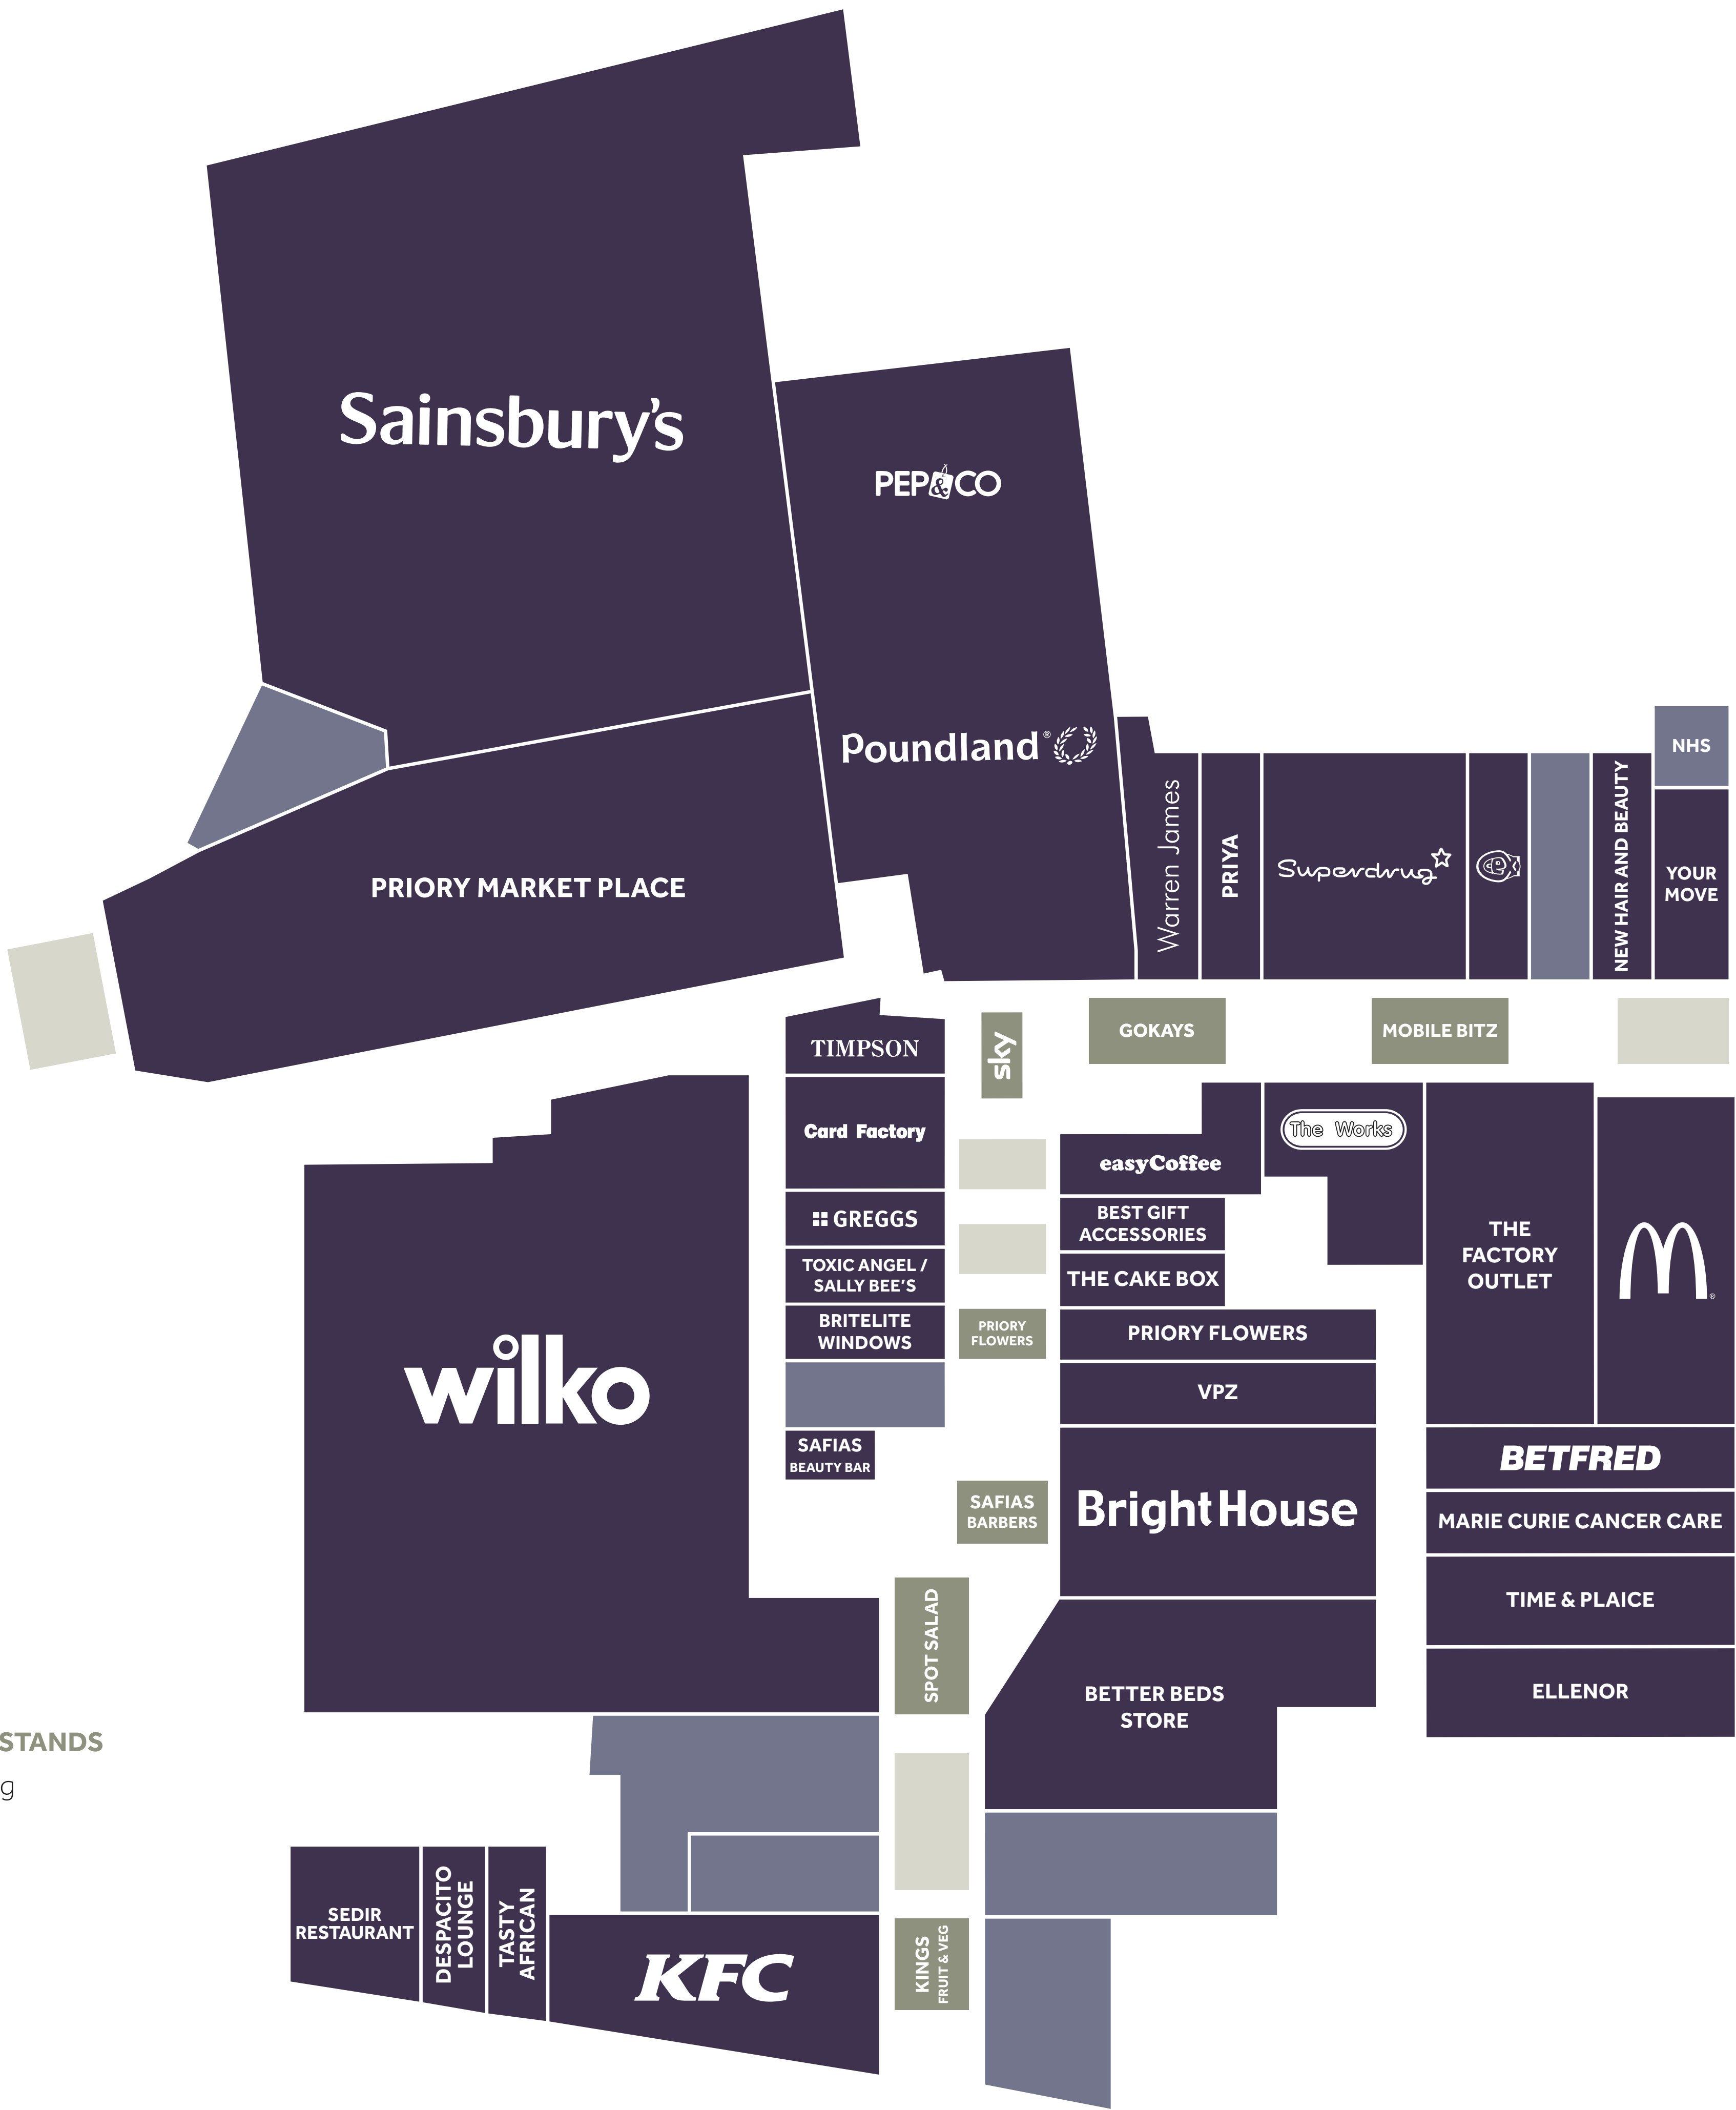 Sainsbury's
PEP&CO
Poundland®
NHS
PRIORY MARKET PLACE
Warren James
PRIYA
Superdrug
NEW HAIR AND BEAUTY
YOUR
MOVE
TIMPSON
sky
GOKAYS
MOBILE BITZ
Card Factory
The Works
easyCoffee
GREGGS
BEST GIFT
ACCESSORIES
THE
FACTORY
OUTLET
M®
TOXIC ANGEL /
SALLY BEE'S
THE CAKE BOX
BRITELITE
WINDOWS
PRIORY
FLOWERS
PRIORY FLOWERS
wilko
VPZ
SAFIAS
BEAUTY BAR
BETFRED
SAFIAS
BARBERS
BrightHouse
MARIE CURIE CANCER CARE
SPOT SALAD
TIME & PLAICE
BETTER BEDS
STORE
ELLENOR
STANDS
g
SEDIR
RESTAURANT
DESPACITO
LOUNGE
TASTY
AFRICAN
KFC
KINGS
FRUIT & VEG